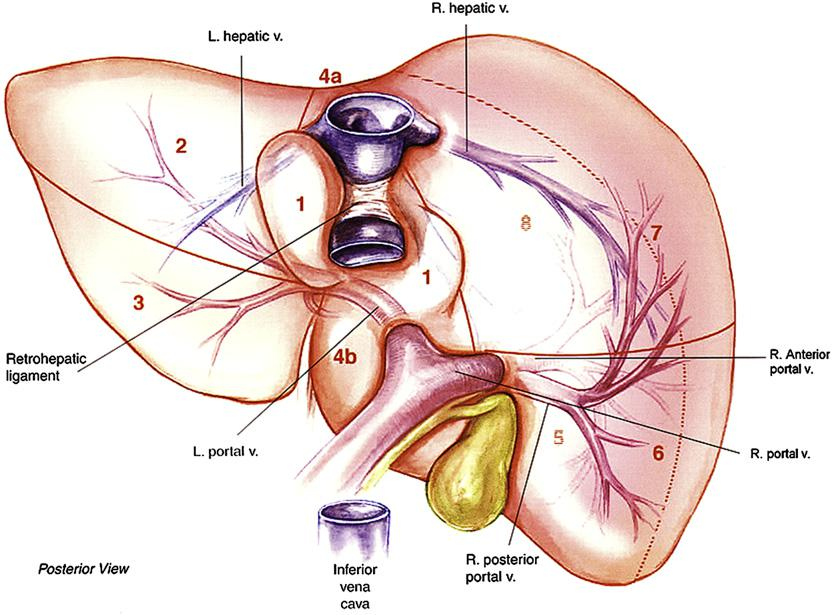 R. hepatic v.
L. hepatic v.
4a
2
1
8
7
1
3
4b
Retrohepatic
ligament
R. Anterior
portal v.
5
6
L. portal v.
R. portal v.
R. posterior
portal v.
Posterior View
Inferior
vena
cava